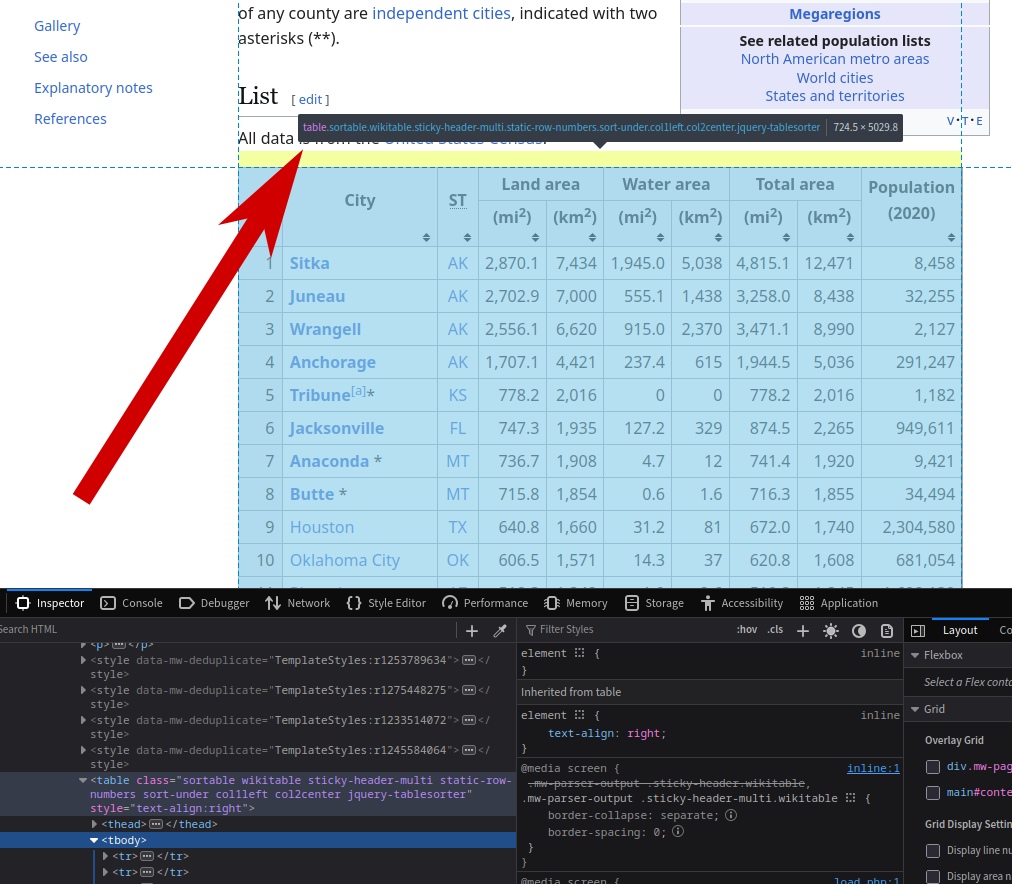 Gallery
See also
Explanatory notes
References
of any county are independent cities, indicated with two
asterisks (**).
List [ edit ]
All data is from the United States Census.
Megaregions
See related population lists
North American metro areas
World cities
States and territories
V·T·E
table.sortable.wikitable.sticky-header-multi.static-row-numbers.sort-under.col1left.col2center.jquery-tablesorter 724.5 × 5029.8
City ST Land area Water area Total area Population
(2020)
(mi²) (km²) (mi²) (km²) (mi²) (km²)
1 Sitka AK 2,870.1 7,434 1,945.0 5,038 4,815.1 12,471 8,458
2 Juneau AK 2,702.9 7,000 555.1 1,438 3,258.0 8,438 32,255
3 Wrangell AK 2,556.1 6,620 915.0 2,370 3,471.1 8,990 2,127
4 Anchorage AK 1,707.1 4,421 237.4 615 1,944.5 5,036 291,247
5 Tribune[a]* KS 778.2 2,016 0 0 778.2 2,016 1,182
6 Jacksonville FL 747.3 1,935 127.2 329 874.5 2,265 949,611
7 Anaconda * MT 736.7 1,908 4.7 12 741.4 1,920 9,421
8 Butte * MT 715.8 1,854 0.6 1.6 716.3 1,855 34,494
9 Houston TX 640.8 1,660 31.2 81 672.0 1,740 2,304,580
10 Oklahoma City OK 606.5 1,571 14.3 37 620.8 1,608 681,054
Inspector Console Debugger Network Style Editor Performance Memory Storage Accessibility Application
Search HTML
<p>···</p>
<style data-mw-deduplicate="TemplateStyles:r1253789634">···</
style>
<style data-mw-deduplicate="TemplateStyles:r1275448275">···</
style>
<style data-mw-deduplicate="TemplateStyles:r1233514072">···</
style>
<style data-mw-deduplicate="TemplateStyles:r1245584064">···</
style>
<table class="sortable wikitable sticky-header-multi static-row-
numbers sort-under col1left col2center jquery-tablesorter"
style="text-align:right">
<thead>···</thead>
<tbody>
<tr>···</tr>
<tr>···</tr>
Filter Styles :hov .cls
element { inline
}
Inherited from table
element { inline
text-align: right;
}
@media screen { inline:1
.mw-parser-output .sticky-header.wikitable,
.mw-parser-output .sticky-header-multi.wikitable {
border-collapse: separate;
border-spacing: 0;
}
}
@media screen { load.php:1
Layout Co
Flexbox
Select a Flex conta
Grid
Overlay Grid
div.mw-pag
main#conte
Grid Display Settin
Display line nu
Display area n